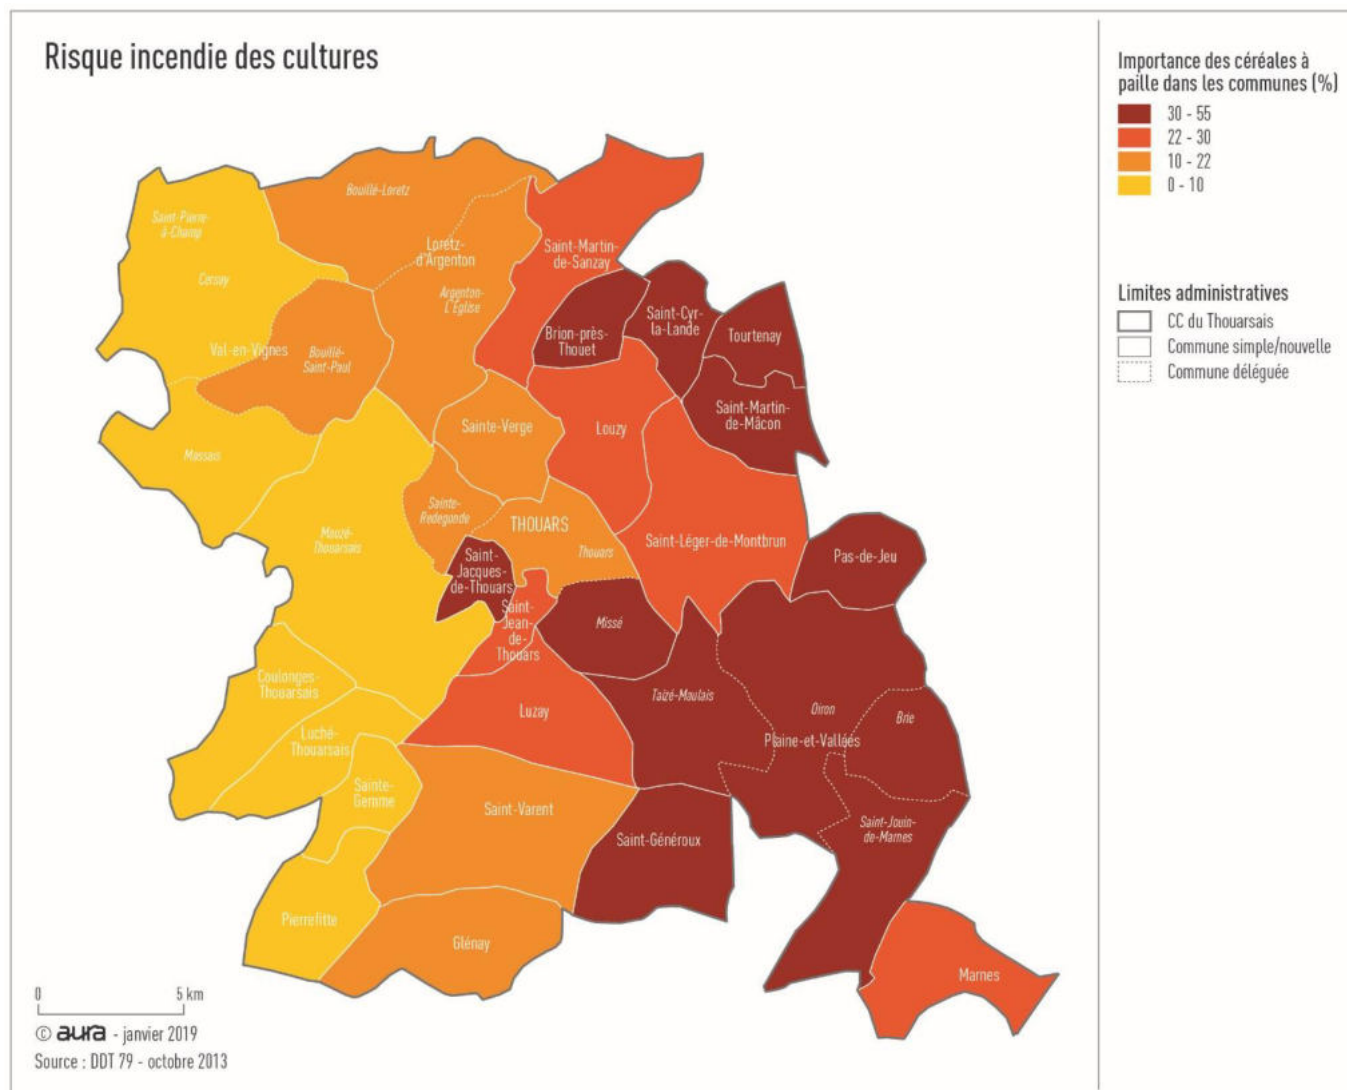 Risque incendie des cultures
Importance des céréales à
paille dans les communes (%)
30 - 55
22 - 30
10 - 22
0 - 10
Limites administratives
CC du Thouarsais
Commune simple/nouvelle
Commune déléguée
Bouillé-Loretz
Saint-Pierre-
à-Champ
Loretz-
d'Argenton
Saint-Martin-
de-Sanzay
Cersay
Argenton-
L'Église
Saint-Cyr-
la-Lande
Brion-près-
Thouet
Tourtenay
Val-en-Vignes
Bouillé-
Saint-Paul
Saint-Martin-
de-Mâcon
Sainte-Verge
Louzy
Massais
Sainte-
Radegonde
THOUARS
Thouars
Mauzé-
Thouarsais
Saint-Léger-de-Montbrun
Pas-de-Jeu
Saint-
Jacques-
de-Thouars
Saint-
Jean-
de-
Thouars
Missé
Coulonges-
Thouarsais
Taizé-Maulais
Oiron
Brie
Luzay
Luché-
Thouarsais
Plaine-et-Vallées
Sainte-
Gemme
Saint-Varent
Saint-Généroux
Saint-Jouin-
de-Marnes
Pierrefitte
Glénay
Marnes
0 5 km
© aura - janvier 2019
Source : DDT 79 - octobre 2013